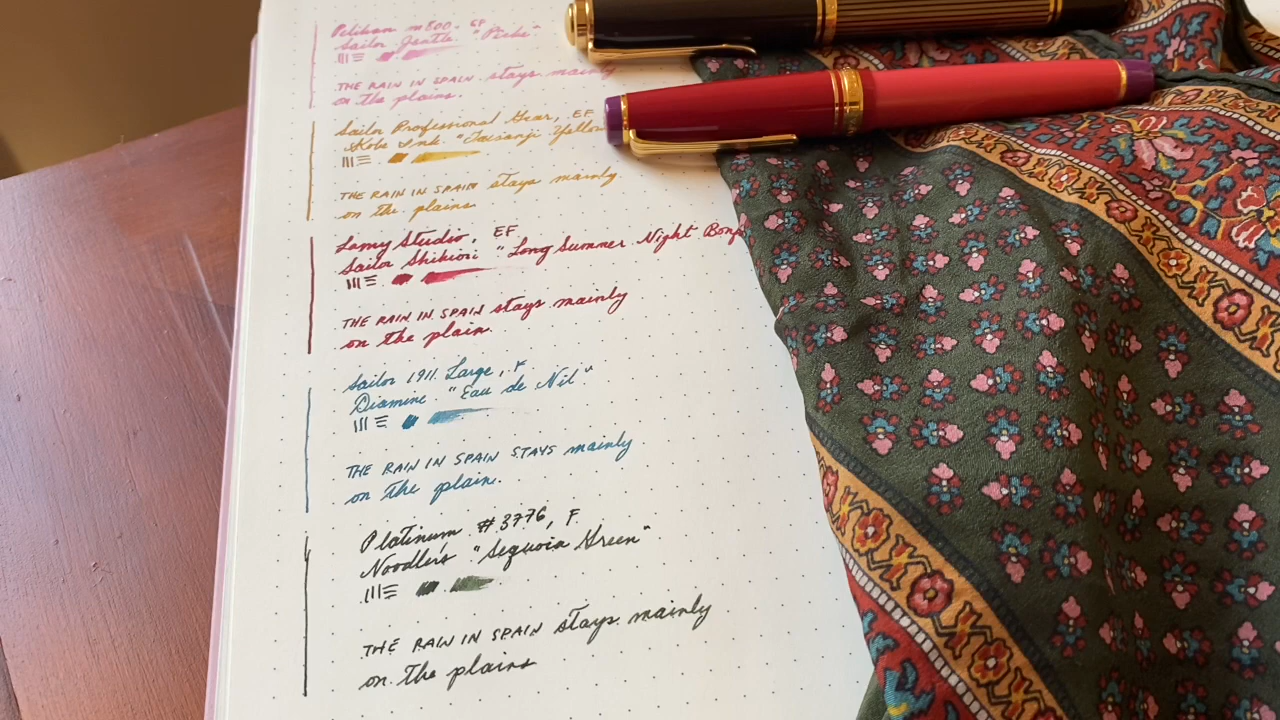 Pelikan m800. EF
Sailor Jentle. "Pêche"
THE RAIN IN SPAIN stays mainly
on the plains.
Sailor Professional Gear, EF
Kobe Ink. "Taisanji Yellow
THE RAIN IN SPAIN stays mainly
on the plains
Lamy Studio, EF
Sailor Shikiori "Long Summer Night Bonf
THE RAIN IN SPAIN stays mainly
on the plain.
Sailor 1911 Large, F
Diamine. "Eau de Nil"
THE RAIN IN SPAIN STAYS mainly
on the plain.
Platinum #3776, F
Noodler's "Sequoia Green"
THE RAIN IN SPAIN stays mainly
on the plains